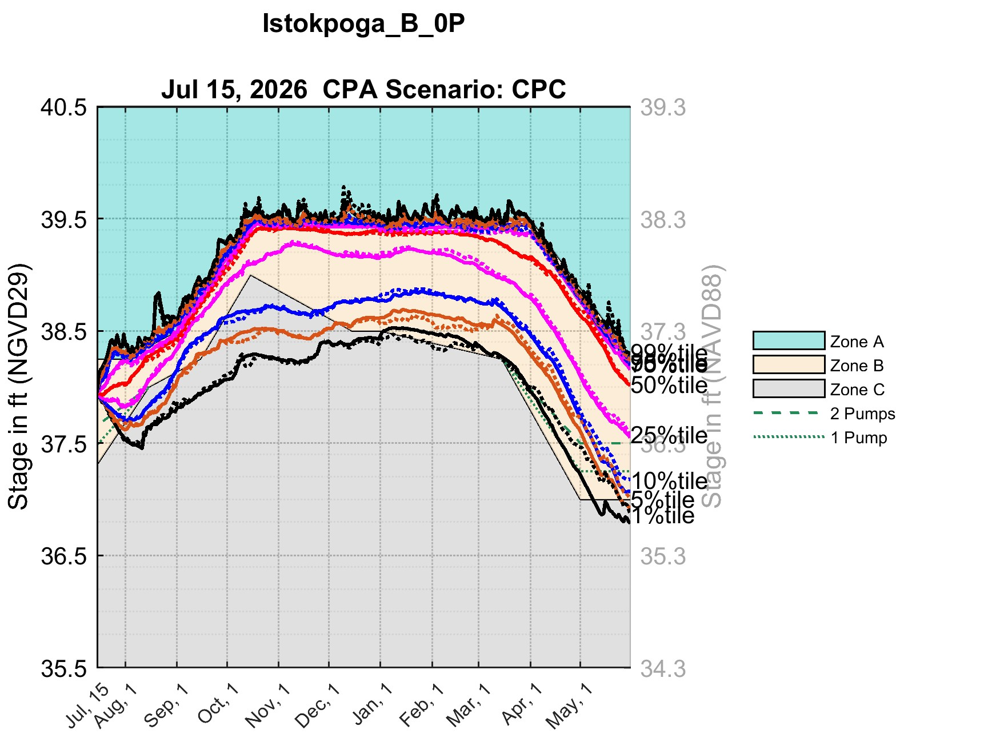 Istokpoga_B_0P
Jul 15, 2026  CPA Scenario: CPC
Stage in ft (NGVD29)
40.5
39.5
38.5
37.5
36.5
35.5
39.3
38.3
37.3
36.3
35.3
34.3
Stage in ft (NAVD88)
99%tile
50%tile
25%tile
10%tile
5%tile
1%tile
Jul, 15
Aug, 1
Sep, 1
Oct, 1
Nov, 1
Dec, 1
Jan, 1
Feb, 1
Mar, 1
Apr, 1
May, 1
Zone A
Zone B
Zone C
2 Pumps
1 Pump